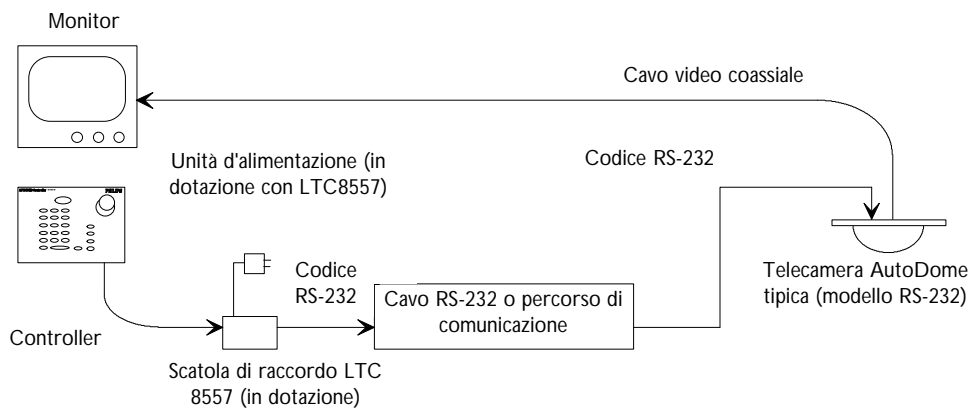 Monitor
Cavo video coassiale
Unità d'alimentazione (in
dotazione con LTC8557)
Codice RS-232
PHILIPS
Codice
RS-232
Cavo RS-232 o percorso di
comunicazione
Telecamera AutoDome
tipica (modello RS-232)
Controller
Scatola di raccordo LTC
8557 (in dotazione)